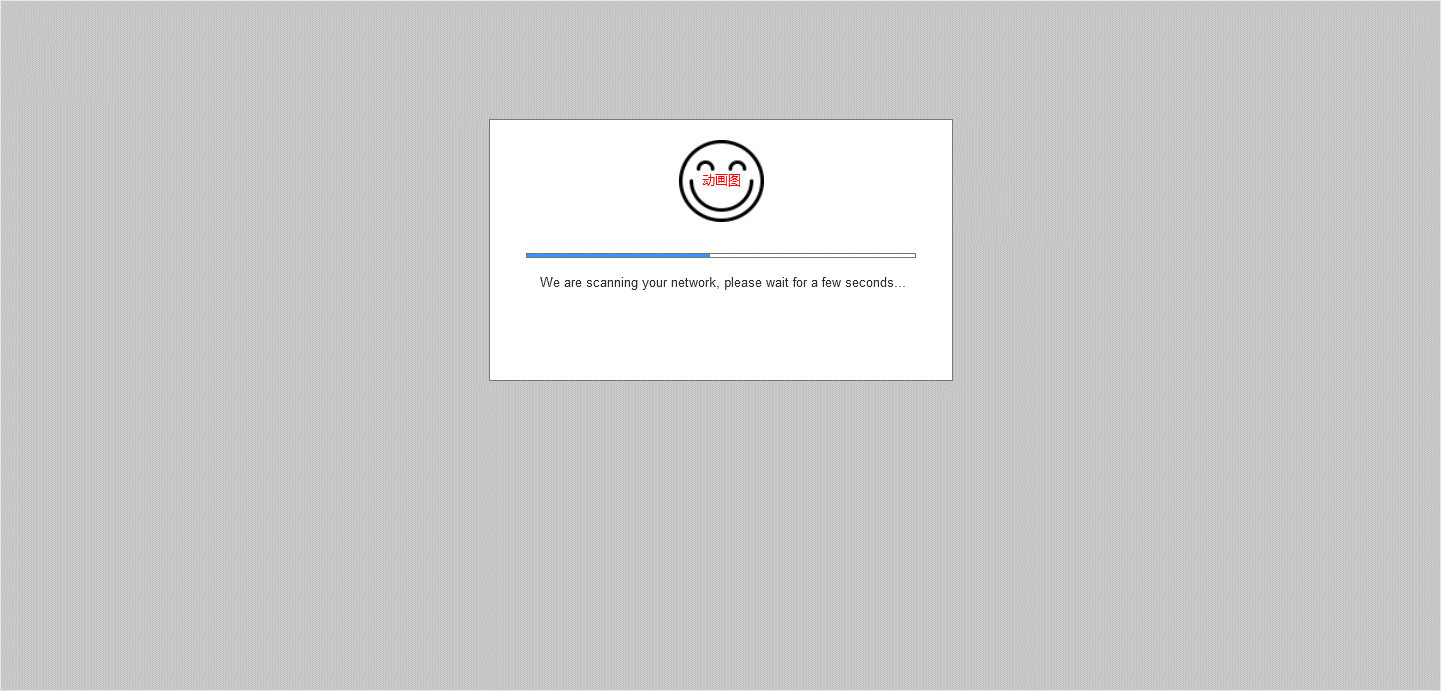 动画图
We are scanning your network, please wait for a few seconds...